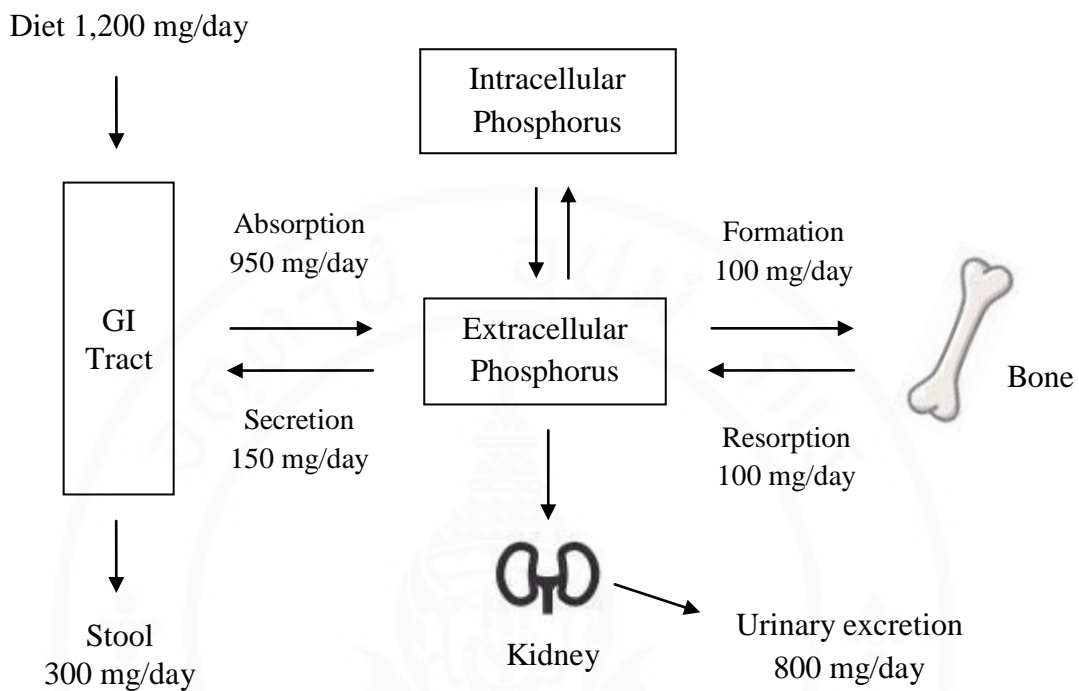 Diet 1,200 mg/day
Intracellular
Phosphorus
Absorption
950 mg/day
Formation
100 mg/day
GI
Tract
Extracellular
Phosphorus
Bone
Secretion
150 mg/day
Resorption
100 mg/day
Stool
300 mg/day
Kidney
Urinary excretion
800 mg/day